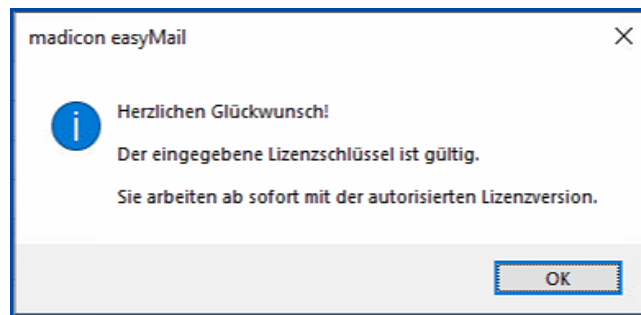 madicon easyMail
Herzlichen Glückwunsch!
Der eingegebene Lizenzschlüssel ist gültig.
Sie arbeiten ab sofort mit der autorisierten Lizenzversion.
OK